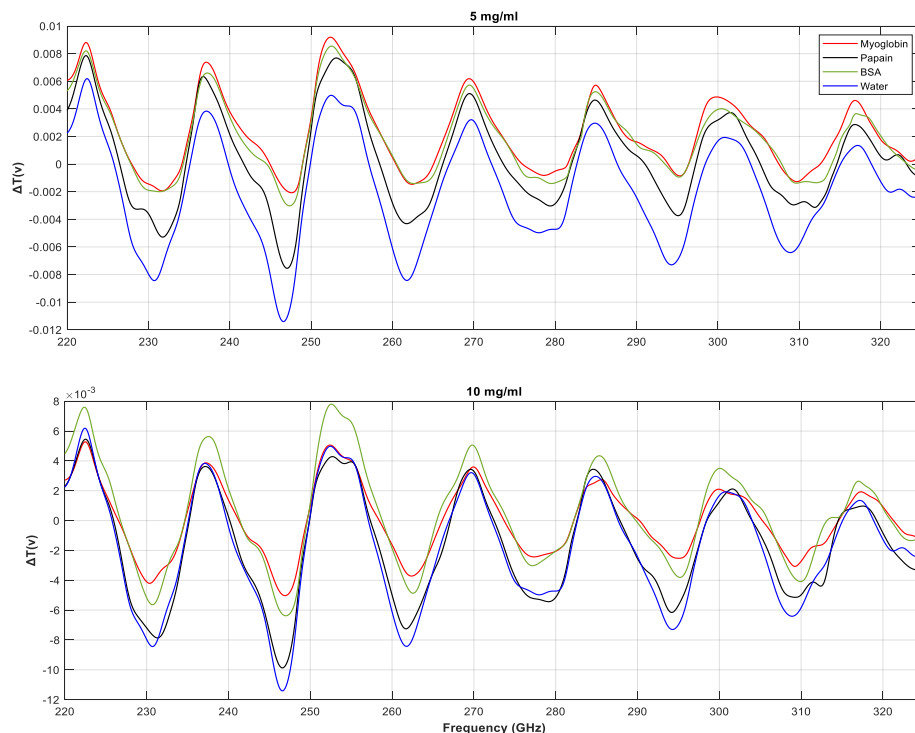 5 mg/ml
0.01
0.008
0.006
0.004
0.002
0
-0.002
-0.004
-0.006
-0.008
-0.01
-0.012
ΔT(v)
Myoglobin
Papain
BSA
Water
220 230 240 250 260 270 280 290 300 310 320
10 mg/ml
×10⁻³
8
6
4
2
0
-2
-4
-6
-8
-10
-12
ΔT(v)
220 230 240 250 260 270 280 290 300 310 320
Frequency (GHz)